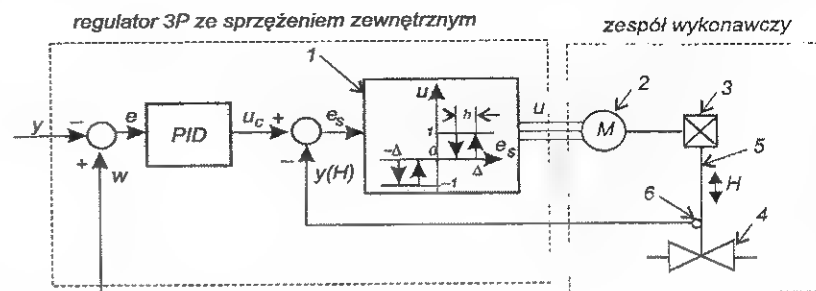 regulator 3P ze sprzężeniem zewnętrznym
zespół wykonawczy
1
2
3
u
h
y
−
e
PID
u_c
+
e_s
u
M
1
0
−Δ
Δ
e_s
−1
+
w
−
y(H)
5
H
6
4